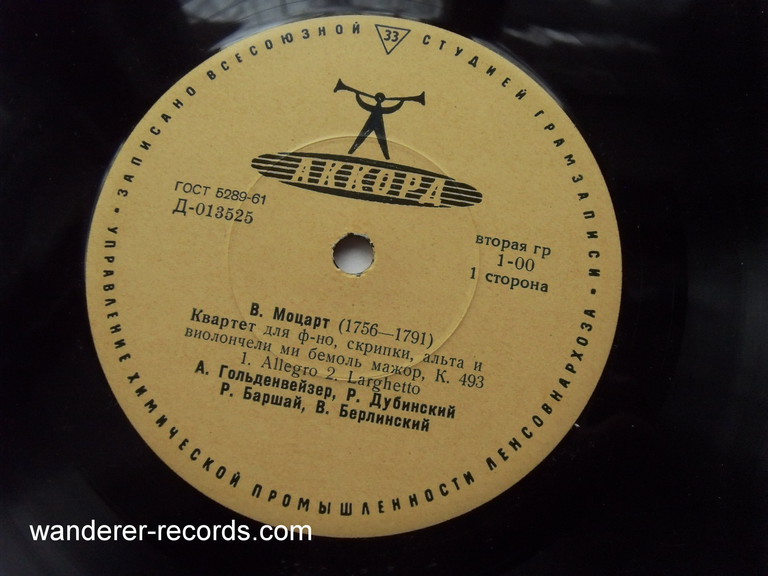 • ЗАПИСАНО ВСЕСОЮЗНОЙ 33 СТУДИЕЙ ГРАМЗАПИСИ •
АККОРД
ГОСТ 5289-61
Д-013525
вторая гр
1-00
1 сторона
В. Моцарт (1756—1791)
Квартет для ф-но, скрипки, альта и
виолончели ми бемоль мажор, К. 493
1. Allegro 2. Larghetto
А. Гольденвейзер, Р. Дубинский
Р. Баршай, В. Берлинский
УПРАВЛЕНИЕ ХИМИЧЕСКОЙ ПРОМЫШЛЕННОСТИ ЛЕНСОВНАРХОЗА
wanderer-records.com